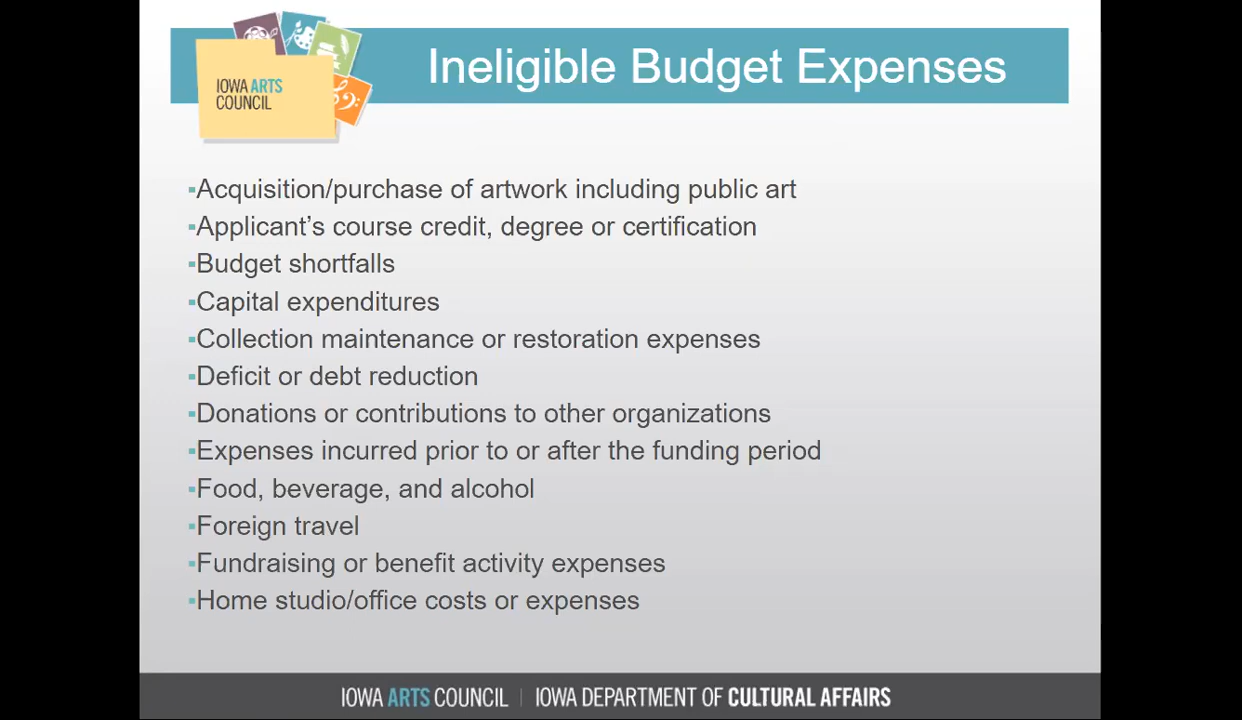 IOWA ARTS
COUNCIL
Ineligible Budget Expenses
▪Acquisition/purchase of artwork including public art
▪Applicant’s course credit, degree or certification
▪Budget shortfalls
▪Capital expenditures
▪Collection maintenance or restoration expenses
▪Deficit or debt reduction
▪Donations or contributions to other organizations
▪Expenses incurred prior to or after the funding period
▪Food, beverage, and alcohol
▪Foreign travel
▪Fundraising or benefit activity expenses
▪Home studio/office costs or expenses
IOWA ARTS COUNCIL | IOWA DEPARTMENT OF CULTURAL AFFAIRS